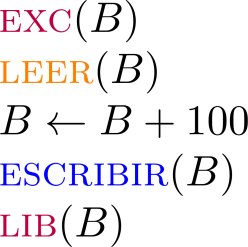 EXC(B)
LEER(B)
B ← B + 100
ESCRIBIR(B)
LIB(B)